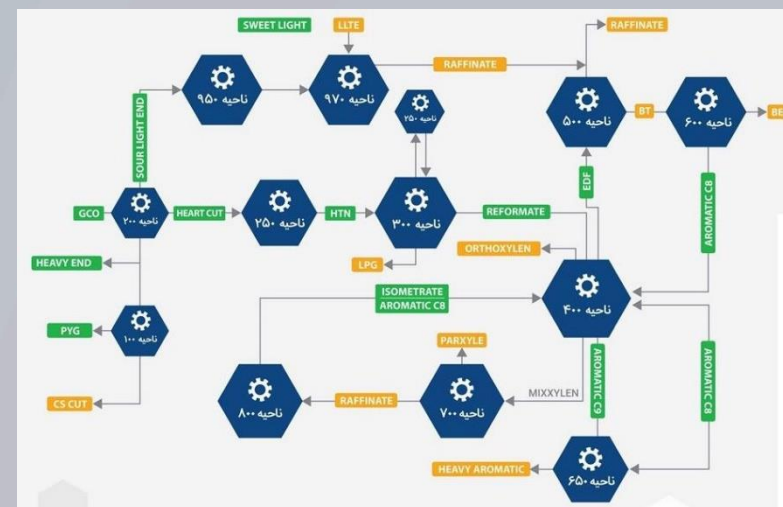 SWEET LIGHT
LLTE
RAFFINATE
ناحیه ۹۵۰
ناحیه ۹۷۰
RAFFINATE
ناحیه ۲۵۰
ناحیه ۵۰۰
BT
ناحیه ۶۰۰
BE
SOUR LIGHT END
GCO
ناحیه ۲۰۰
HEART CUT
ناحیه ۲۵۰
HTN
ناحیه ۳۰۰
REFORMATE
EDF
AROMATIC C8
HEAVY END
LPG
ORTHOXYLEN
ISOMETRATE
AROMATIC C8
ناحیه ۴۰۰
PYG
ناحیه ۱۰۰
PARXYLE
AROMATIC C9
AROMATIC C8
CS CUT
ناحیه ۸۰۰
RAFFINATE
ناحیه ۷۰۰
MIXXYLEN
HEAVY AROMATIC
ناحیه ۶۵۰